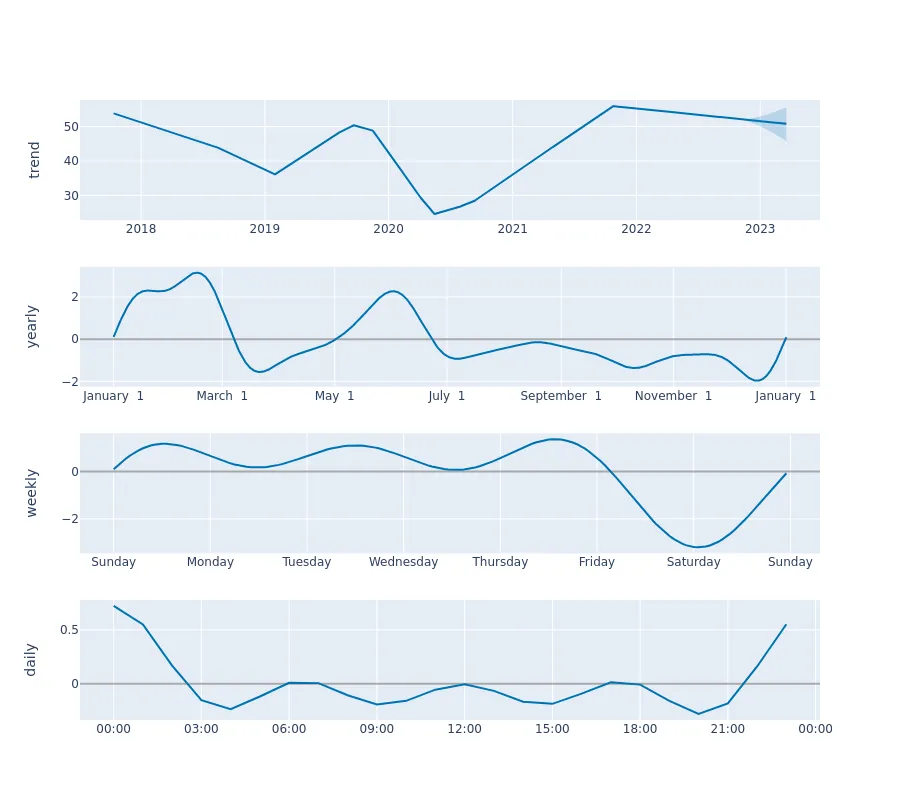 trend
50
40
30
2018 2019 2020 2021 2022 2023
yearly
2
0
−2
January 1 March 1 May 1 July 1 September 1 November 1 January 1
weekly
0
−2
Sunday Monday Tuesday Wednesday Thursday Friday Saturday Sunday
daily
0.5
0
00:00 03:00 06:00 09:00 12:00 15:00 18:00 21:00 00:00